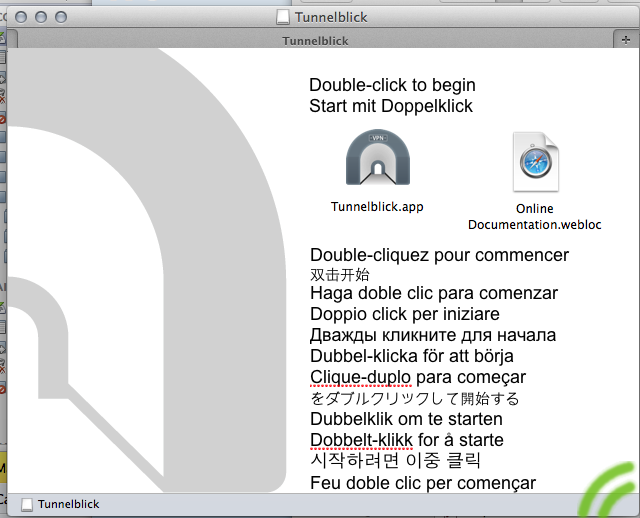 Tunnelblick
Tunnelblick
Double-click to begin
Start mit Doppelklick
VPN
Tunnelblick.app
Online
Documentation.webloc
Double-cliquez pour commencer
双击开始
Haga doble clic para comenzar
Doppio click per iniziare
Дважды кликните для начала
Dubbel-klicka för att börja
Clique-duplo para começar
をダブルクリックして開始する
Dubbelklik om te starten
Dobbelt-klikk for å starte
시작하려면 이중 클릭
Feu doble clic per començar
Tunnelblick